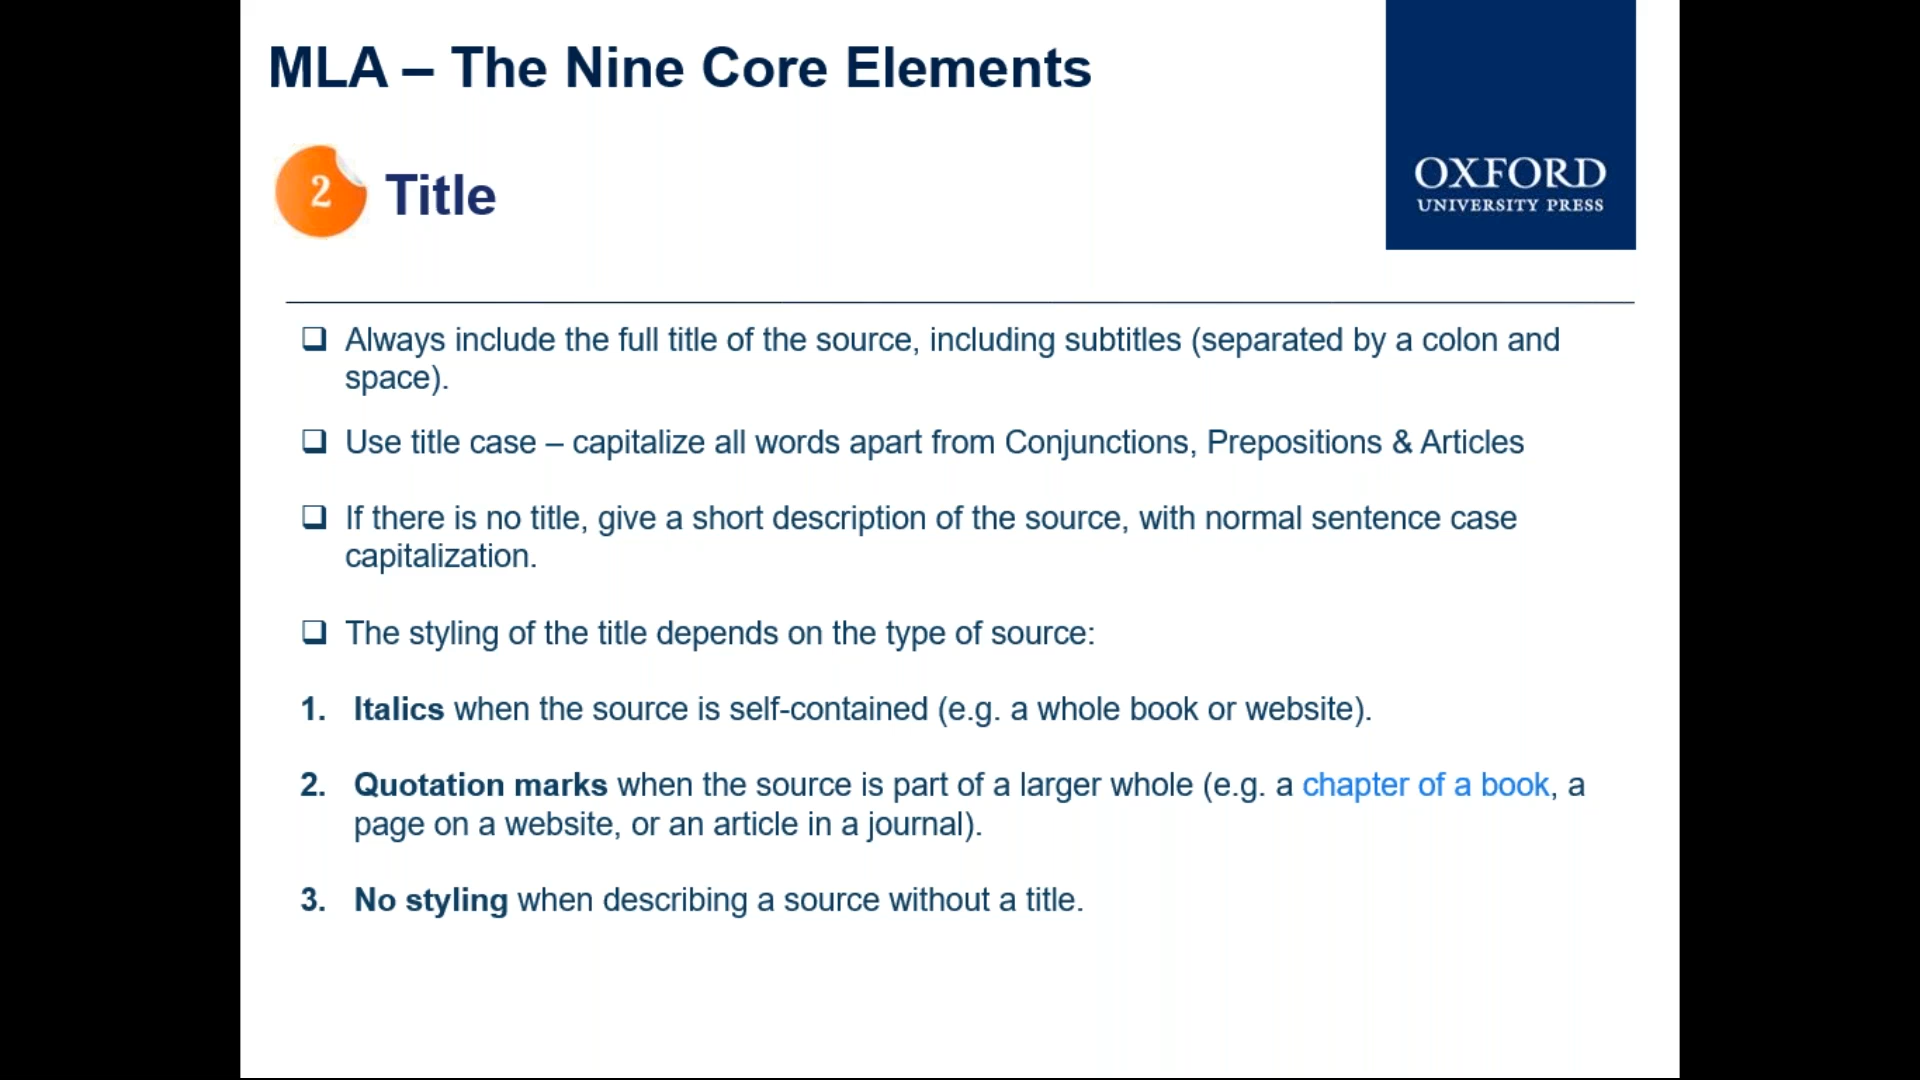 MLA – The Nine Core Elements
OXFORD
UNIVERSITY PRESS
2 Title
Always include the full title of the source, including subtitles (separated by a colon and
space).
Use title case – capitalize all words apart from Conjunctions, Prepositions & Articles
If there is no title, give a short description of the source, with normal sentence case
capitalization.
The styling of the title depends on the type of source:
1. Italics when the source is self-contained (e.g. a whole book or website).
2. Quotation marks when the source is part of a larger whole (e.g. a chapter of a book, a
page on a website, or an article in a journal).
3. No styling when describing a source without a title.